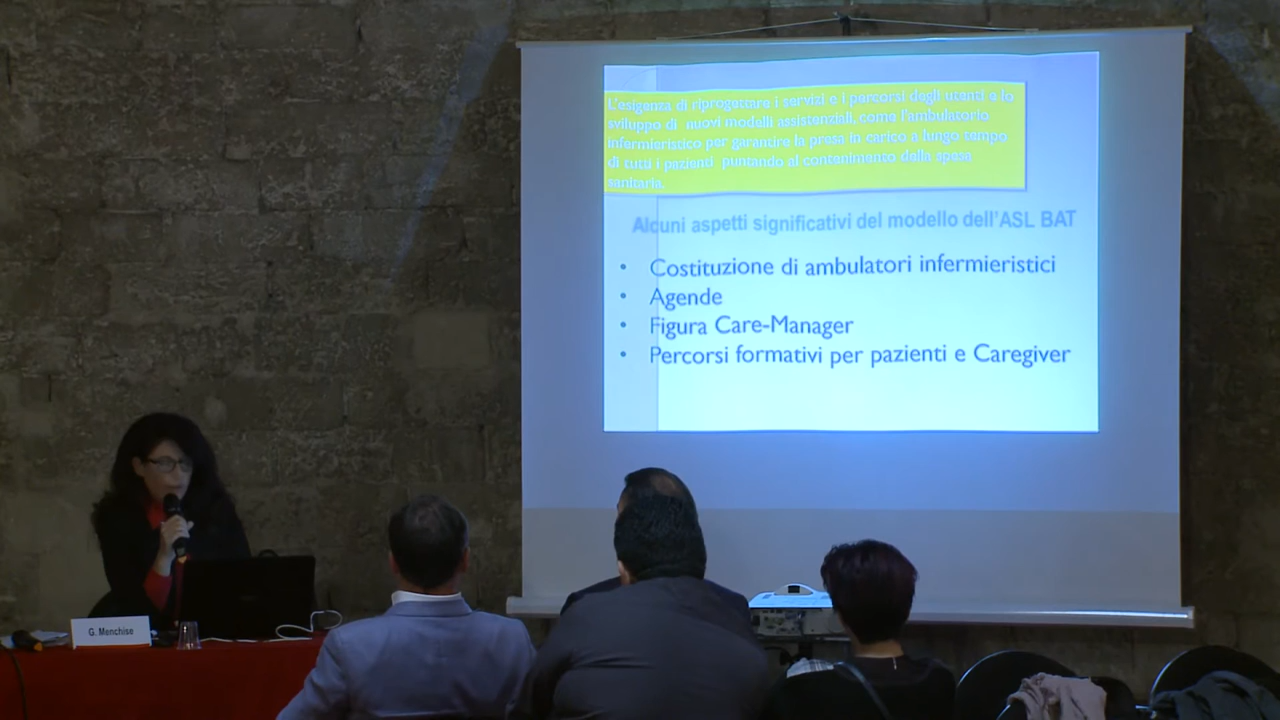 L'esigenza di riprogettare i servizi e i percorsi degli utenti e lo
sviluppo di nuovi modelli assistenziali, come l'ambulatorio
infermieristico per garantire la presa in carico a lungo tempo
di tutti i pazienti puntando al contenimento della spesa
sanitaria.
Alcuni aspetti significativi del modello dell'ASL BAT
• Costituzione di ambulatori infermieristici
• Agende
• Figura Care-Manager
• Percorsi formativi per pazienti e Caregiver
G. Menchise